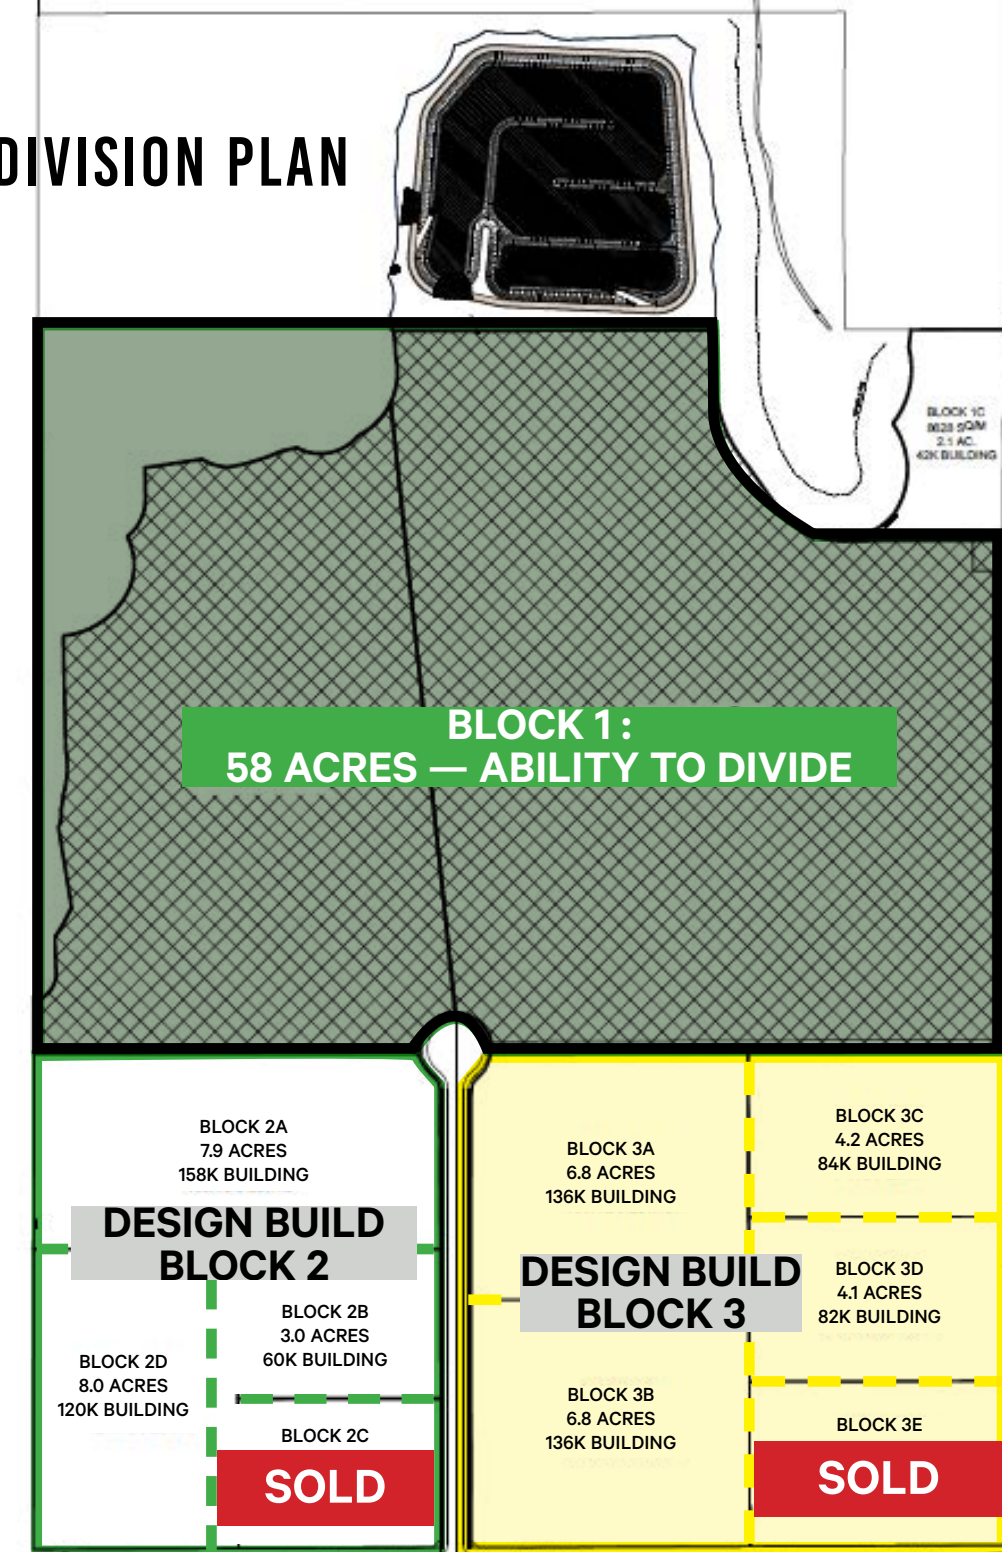 DIVISION PLAN
BLOCK 1C
8628 SQ/M
2.1 AC.
42K BUILDING
BLOCK 1 :
58 ACRES — ABILITY TO DIVIDE
BLOCK 2A
7.9 ACRES
158K BUILDING
DESIGN BUILD
BLOCK 2
BLOCK 2B
3.0 ACRES
60K BUILDING
BLOCK 2D
8.0 ACRES
120K BUILDING
BLOCK 2C
SOLD
BLOCK 3A
6.8 ACRES
136K BUILDING
BLOCK 3C
4.2 ACRES
84K BUILDING
DESIGN BUILD
BLOCK 3
BLOCK 3D
4.1 ACRES
82K BUILDING
BLOCK 3B
6.8 ACRES
136K BUILDING
BLOCK 3E
SOLD